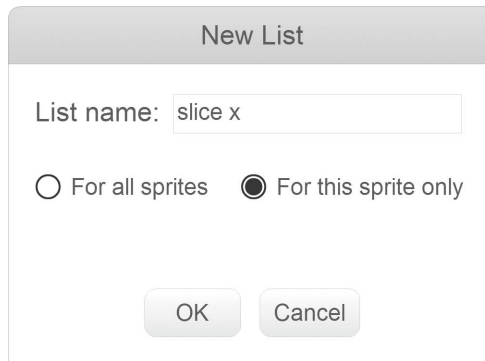 New List
List name: slice x
For all sprites For this sprite only
OK Cancel